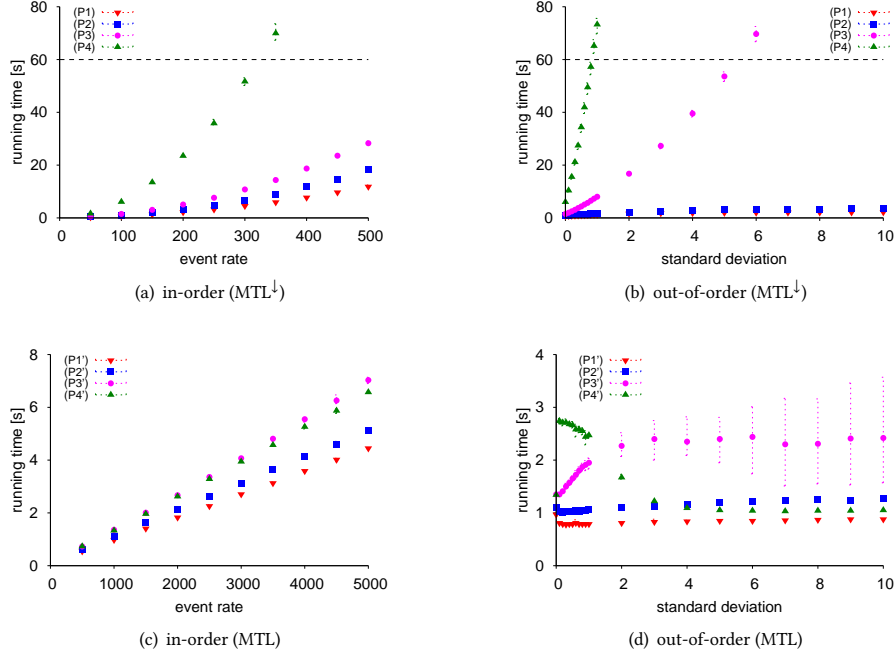 80
60
40
20
0
running time [s]
(P1)
(P2)
(P3)
(P4)
0 100 200 300 400 500
event rate
(a) in-order (MTL↓)
80
60
40
20
0
running time [s]
(P1)
(P2)
(P3)
(P4)
0 2 4 6 8 10
standard deviation
(b) out-of-order (MTL↓)
8
6
4
2
0
running time [s]
(P1')
(P2')
(P3')
(P4')
0 1000 2000 3000 4000 5000
event rate
(c) in-order (MTL)
4
3
2
1
0
running time [s]
(P1')
(P2')
(P3')
(P4')
0 2 4 6 8 10
standard deviation
(d) out-of-order (MTL)